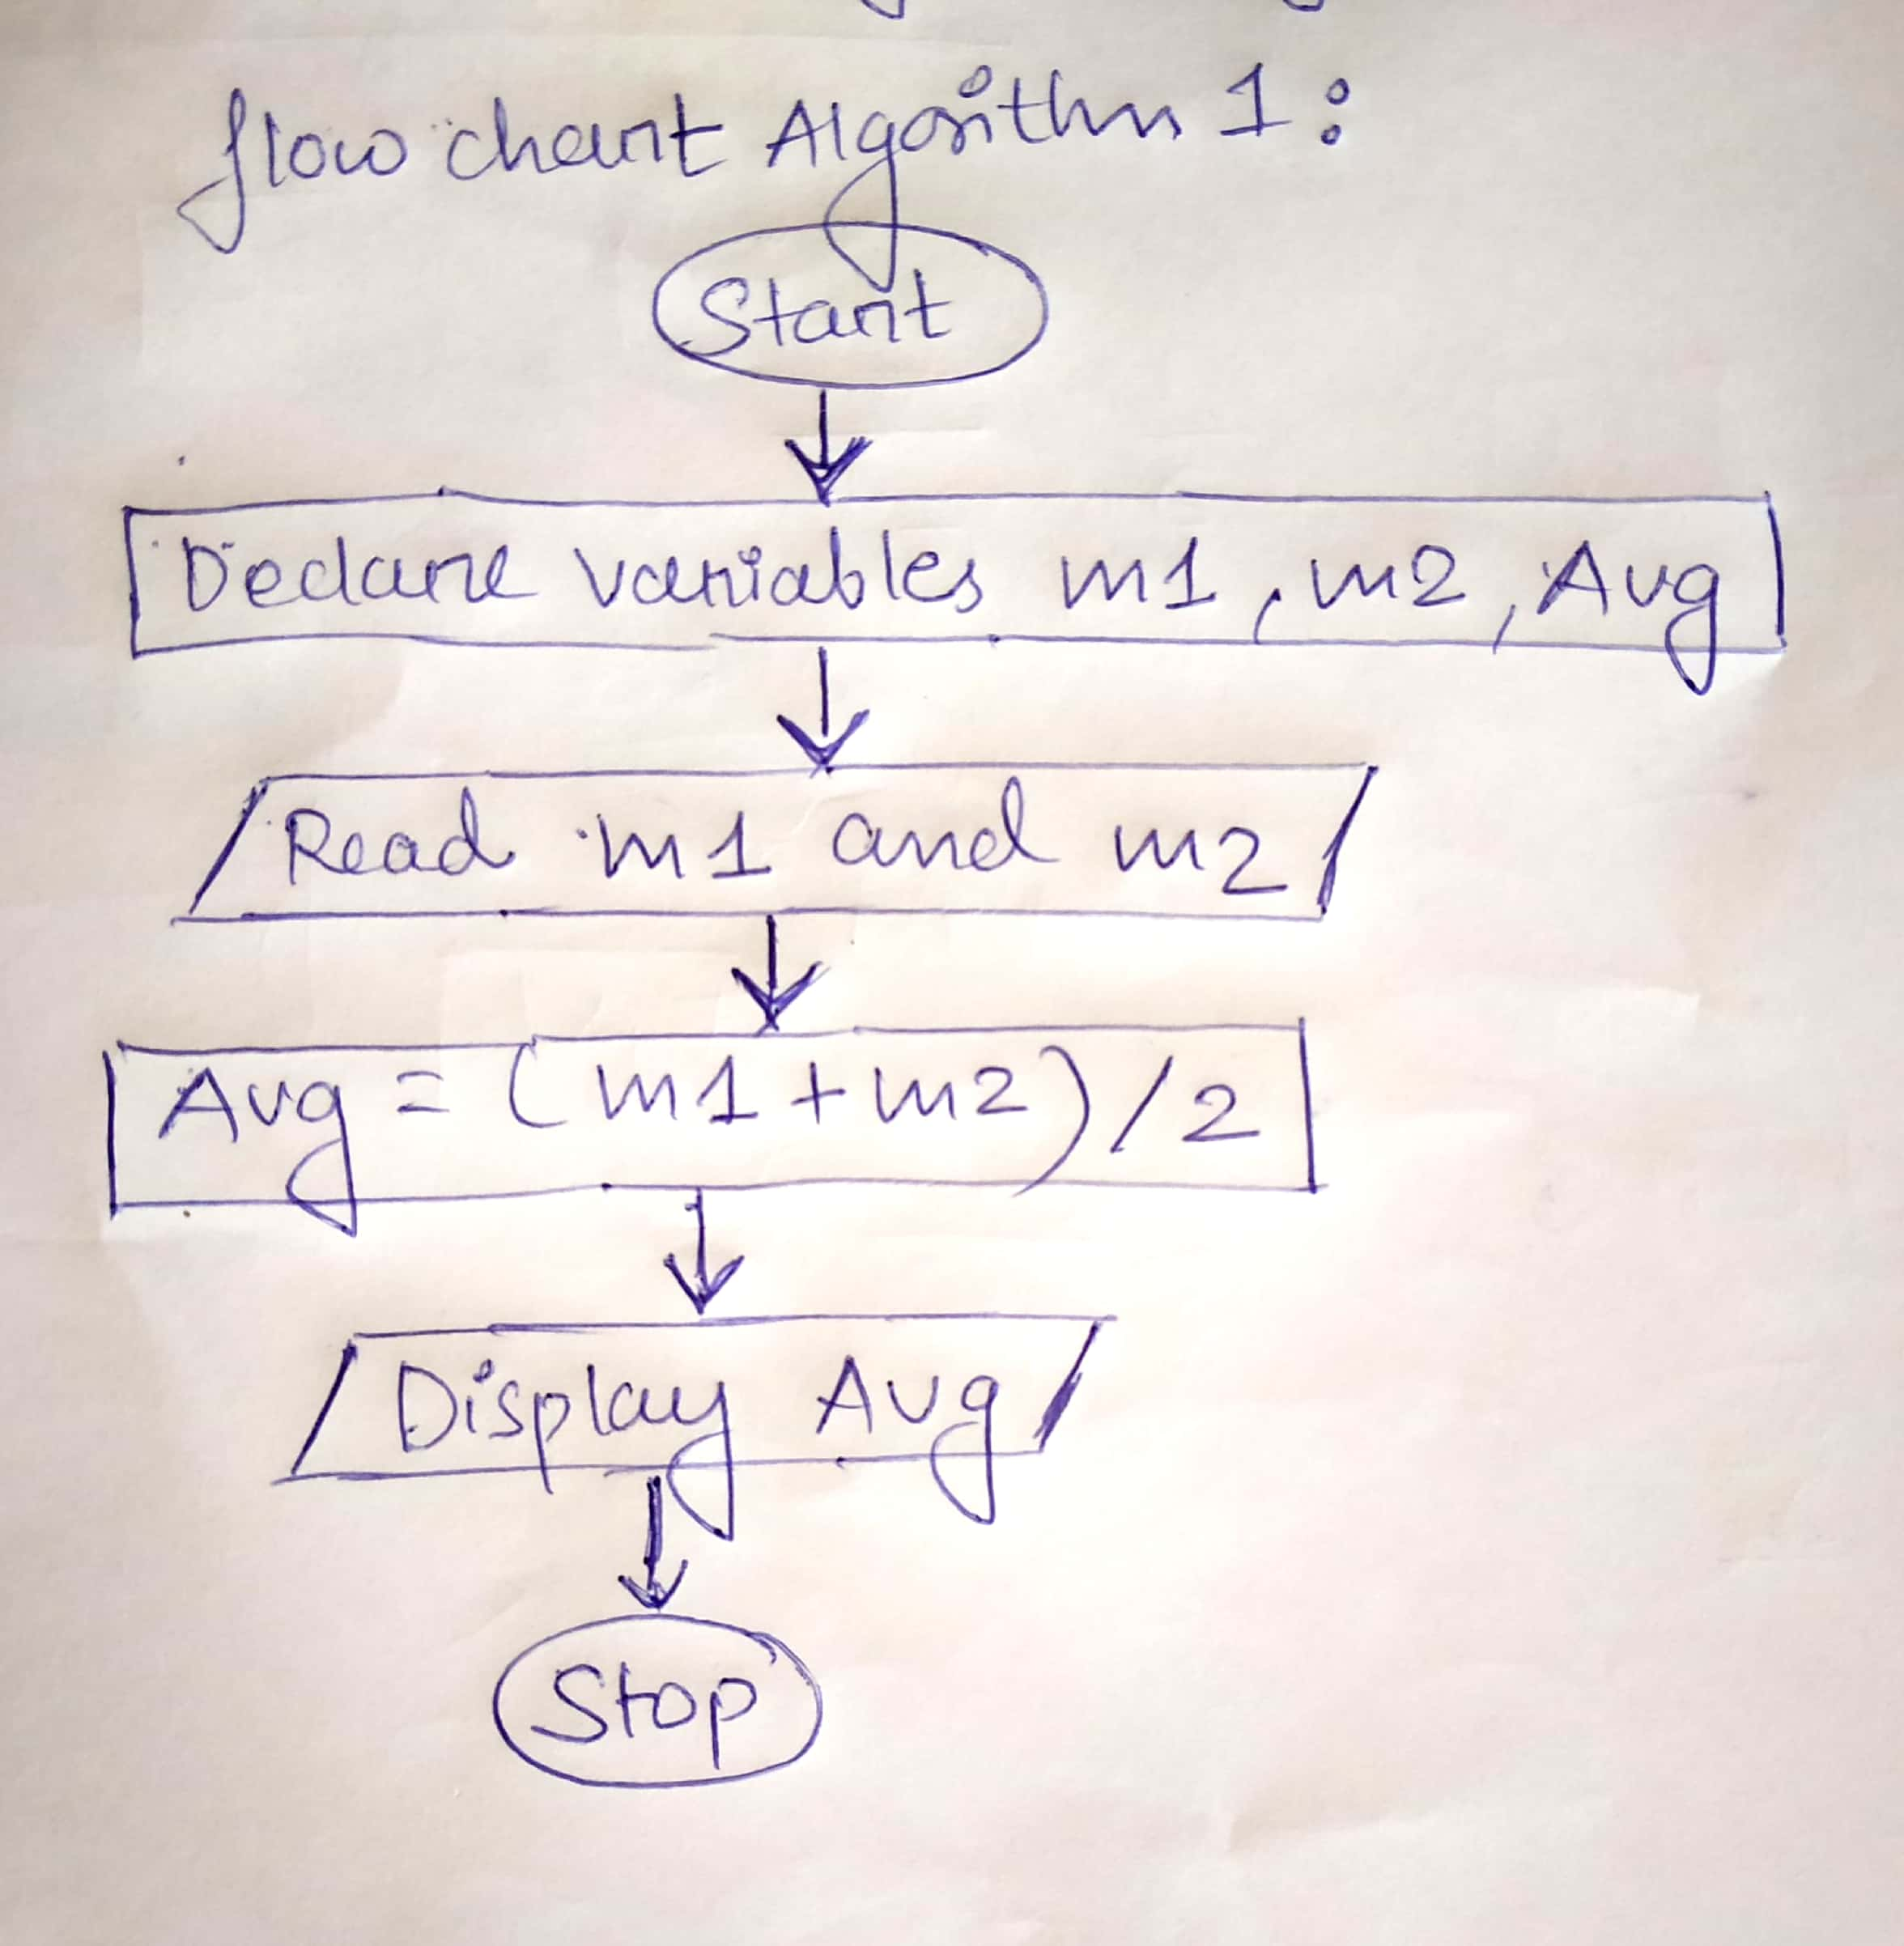 flow chart Algorithm 1:
Start
Declare variables m1, m2, Avg
Read m1 and m2
Avg = (m1+m2)/2
Display Avg
Stop